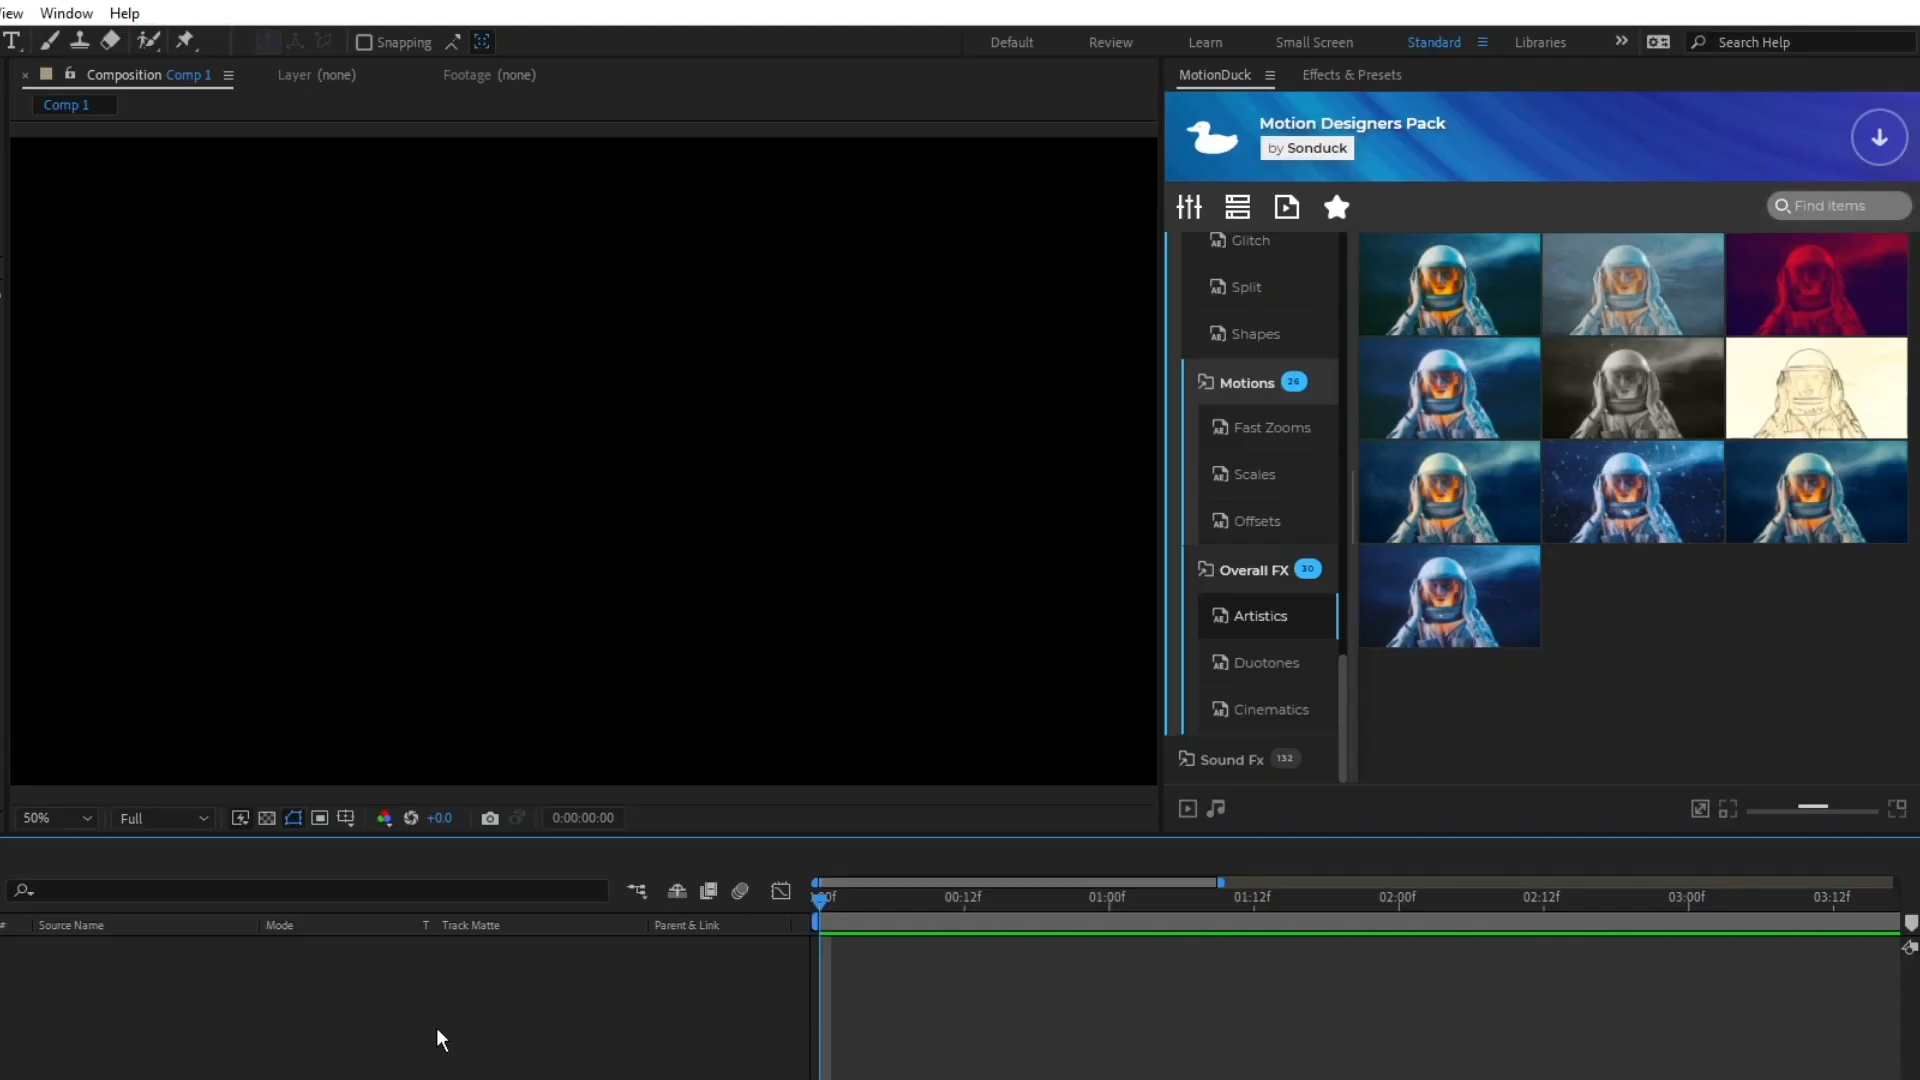 View Window Help
T Snapping Default Review Learn Small Screen Standard Libraries Search Help
Composition Comp 1 Layer (none) Footage (none) MotionDuck Effects & Presets
Comp 1
Motion Designers Pack
by Sonduck
Find items
Glitch
Split
Shapes
Motions 26
Fast Zooms
Scales
Offsets
Overall FX 30
Artistics
Duotones
Cinematics
Sound Fx 132
50% Full +0.0 0:00:00:00
00f 00:12f 01:00f 01:12f 02:00f 02:12f 03:00f 03:12f
# Source Name Mode T Track Matte Parent & Link